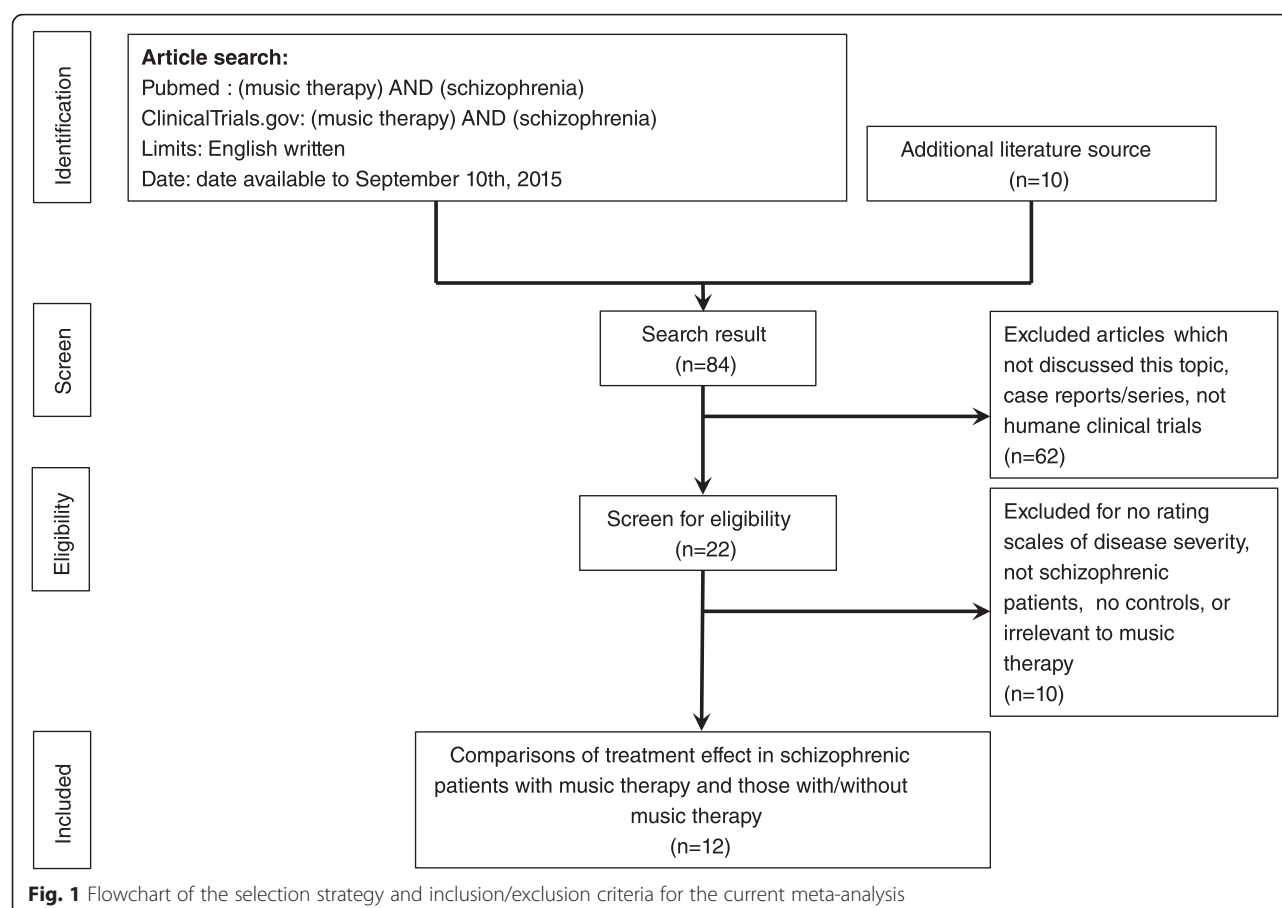 Identification
Article search:
Pubmed : (music therapy) AND (schizophrenia)
ClinicalTrials.gov: (music therapy) AND (schizophrenia)
Limits: English written
Date: date available to September 10th, 2015
Additional literature source
(n=10)
Screen
Search result
(n=84)
Excluded articles which
not discussed this topic,
case reports/series, not
humane clinical trials
(n=62)
Eligibility
Screen for eligibility
(n=22)
Excluded for no rating
scales of disease severity,
not schizophrenic
patients, no controls, or
irrelevant to music
therapy
(n=10)
Included
Comparisons of treatment effect in schizophrenic
patients with music therapy and those with/without
music therapy
(n=12)
Fig. 1 Flowchart of the selection strategy and inclusion/exclusion criteria for the current meta-analysis